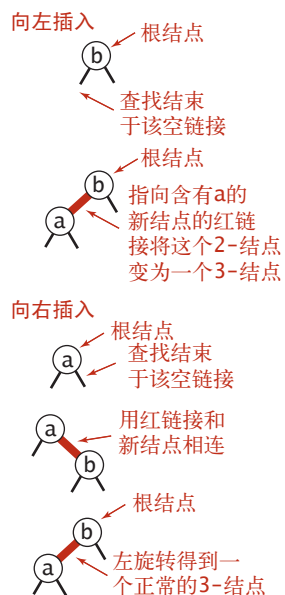 向左插入
根结点
b
查找结束
于该空链接
根结点
b
a
指向含有a的
新结点的红链
接将这个2-结点
变为一个3-结点
向右插入
根结点
a
查找结束
于该空链接
a
用红链接和
新结点相连
b
根结点
b
a
左旋转得到一
个正常的3-结点